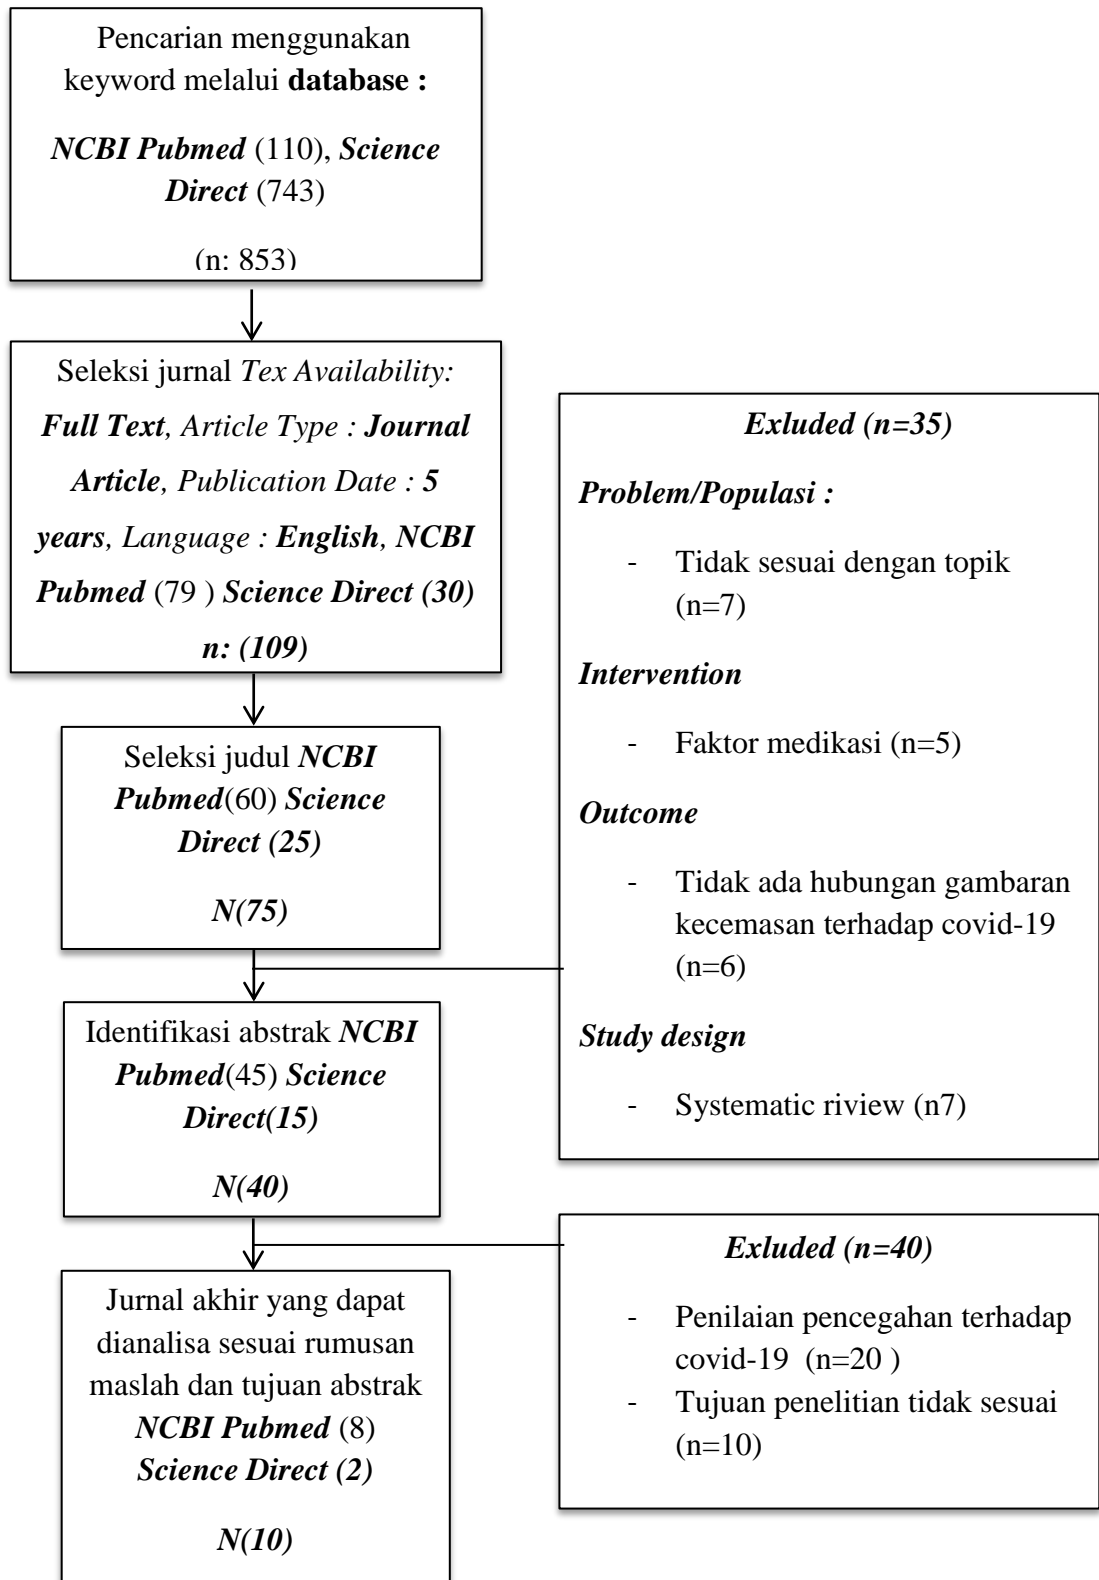 Pencarian menggunakan
keyword melalui database :
NCBI Pubmed (110), Science
Direct (743)
(n: 853)
Seleksi jurnal Tex Availability:
Full Text, Article Type : Journal
Article, Publication Date : 5
years, Language : English, NCBI
Pubmed (79 ) Science Direct (30)
n: (109)
Seleksi judul NCBI
Pubmed(60) Science
Direct (25)
N(75)
Identifikasi abstrak NCBI
Pubmed(45) Science
Direct(15)
N(40)
Jurnal akhir yang dapat
dianalisa sesuai rumusan
maslah dan tujuan abstrak
NCBI Pubmed (8)
Science Direct (2)
N(10)
Exluded (n=35)
Problem/Populasi :
- Tidak sesuai dengan topik
(n=7)
Intervention
- Faktor medikasi (n=5)
Outcome
- Tidak ada hubungan gambaran
kecemasan terhadap covid-19
(n=6)
Study design
- Systematic riview (n7)
Exluded (n=40)
- Penilaian pencegahan terhadap
covid-19  (n=20 )
- Tujuan penelitian tidak sesuai
(n=10)